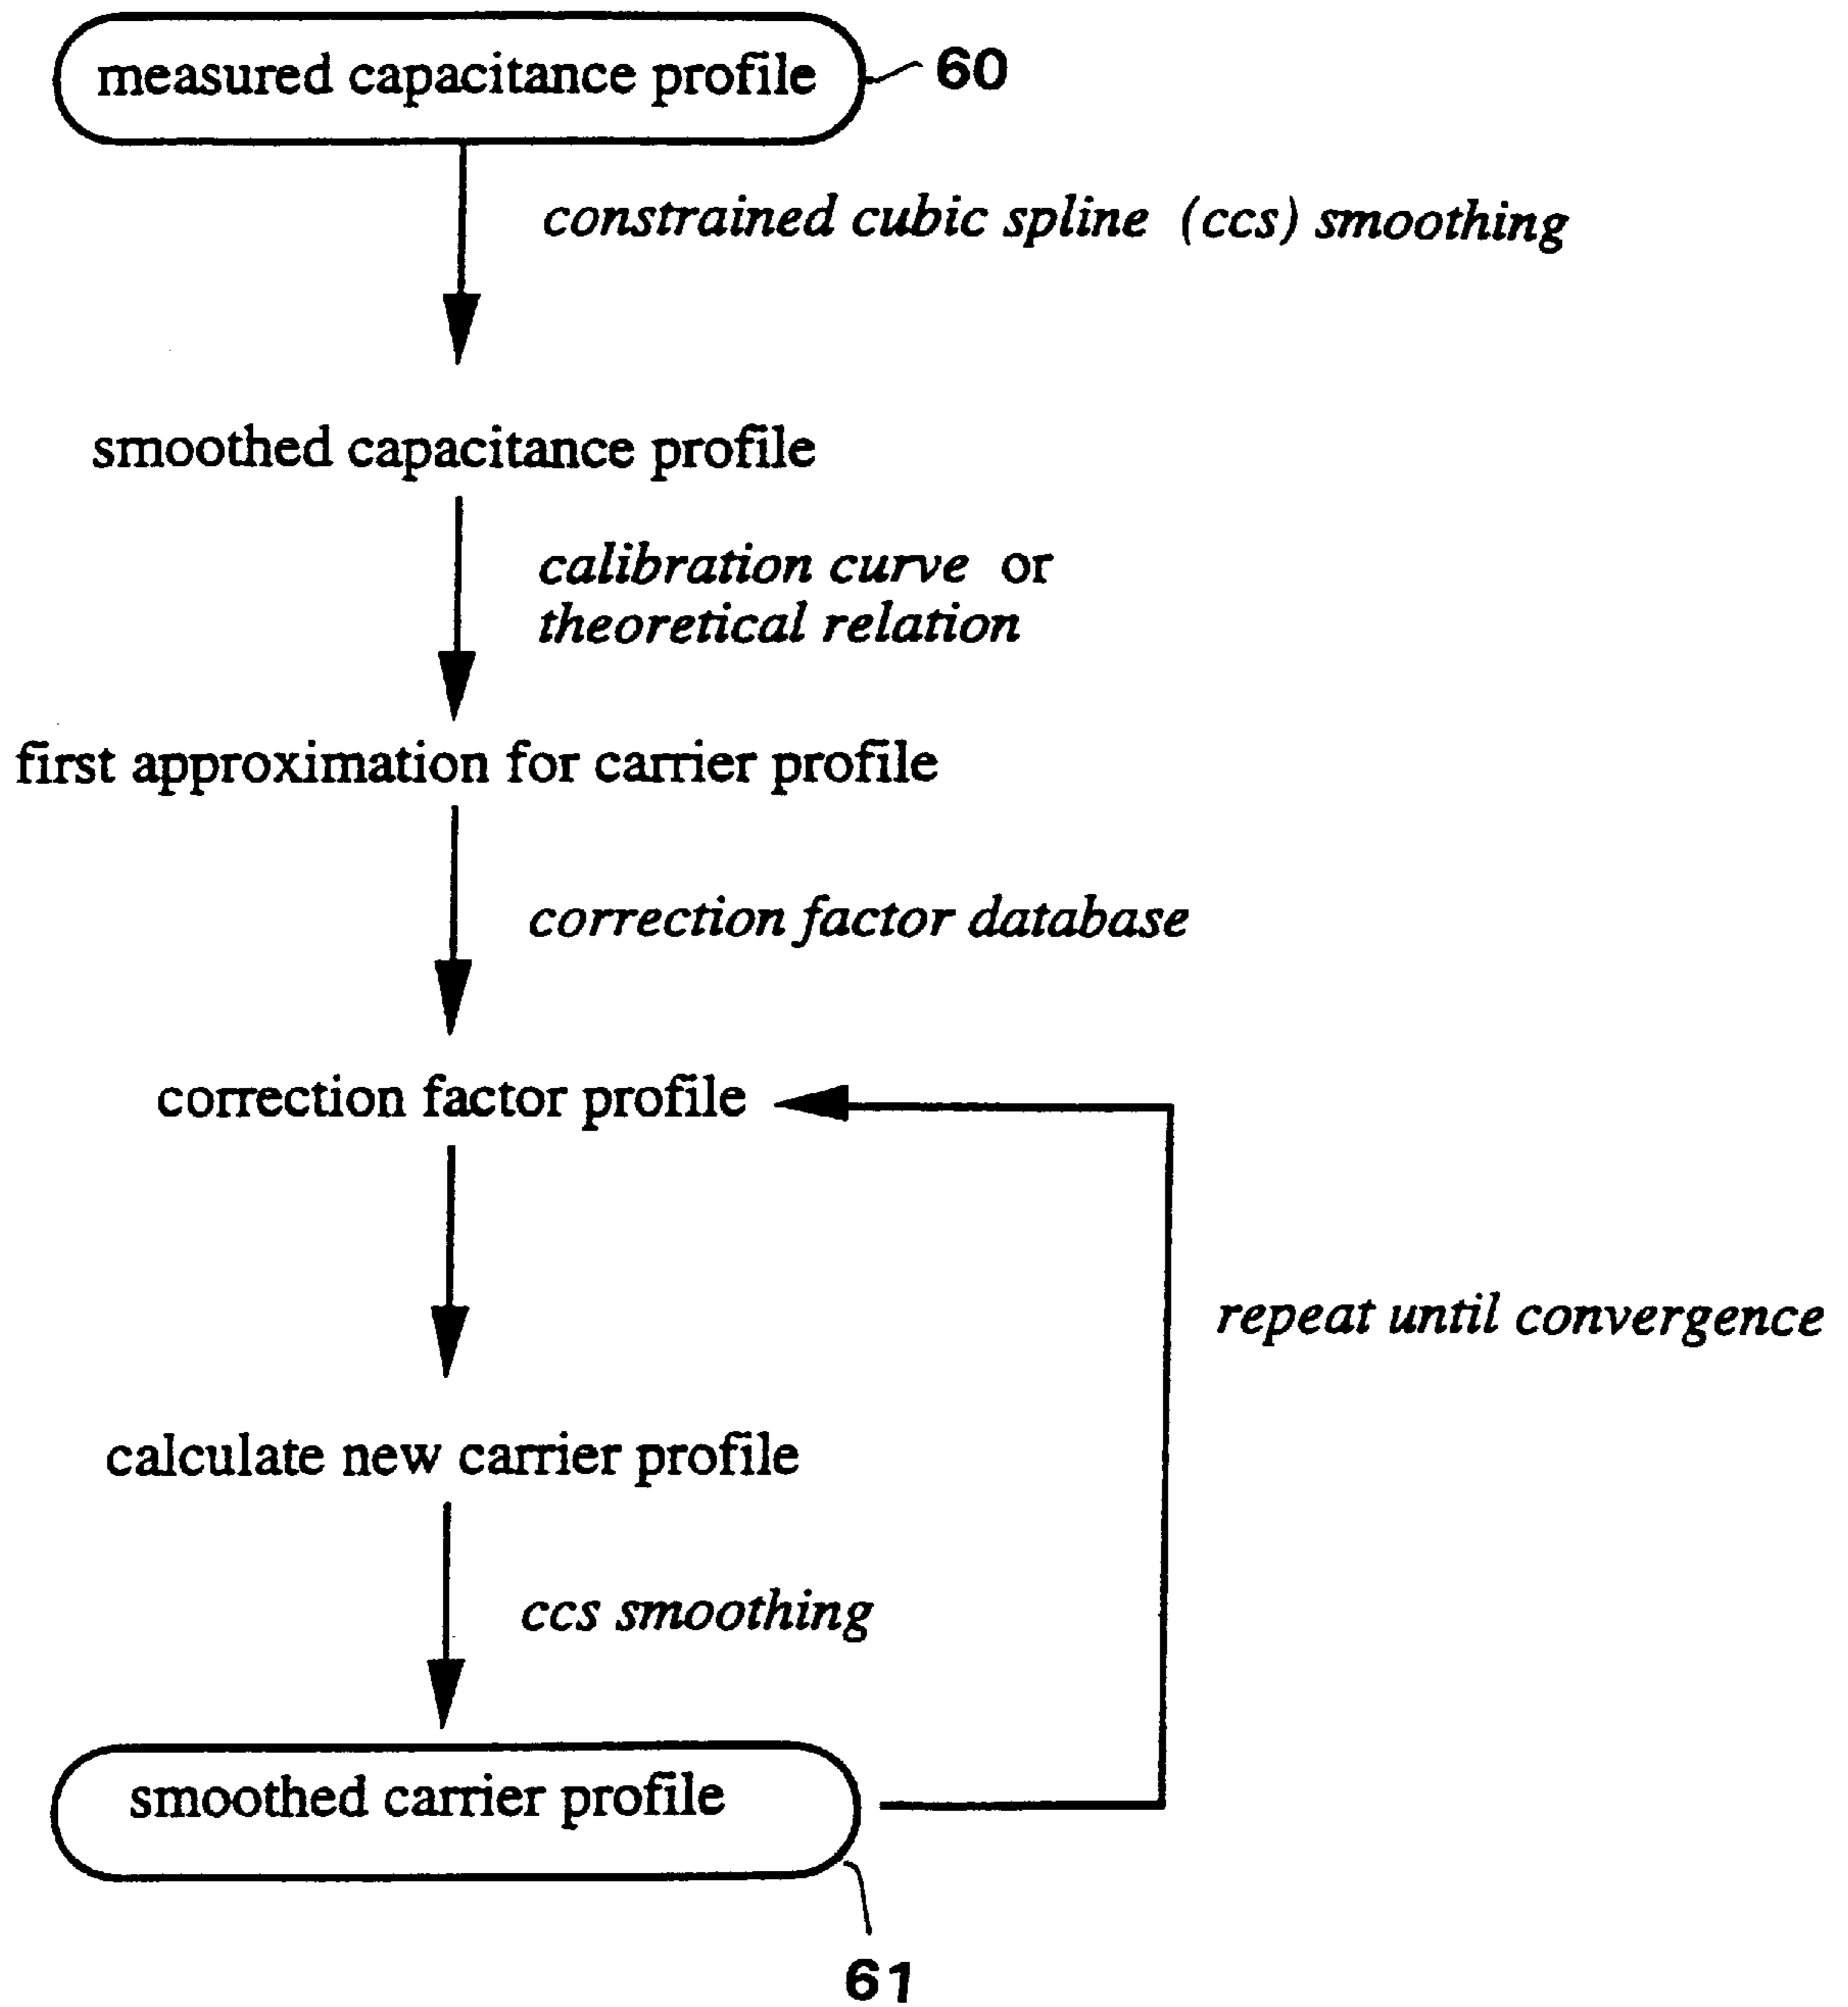 measured capacitance profile
60
constrained cubic spline (ccs) smoothing
smoothed capacitance profile
calibration curve or
theoretical relation
first approximation for carrier profile
correction factor database
correction factor profile
repeat until convergence
calculate new carrier profile
ccs smoothing
smoothed carrier profile
61